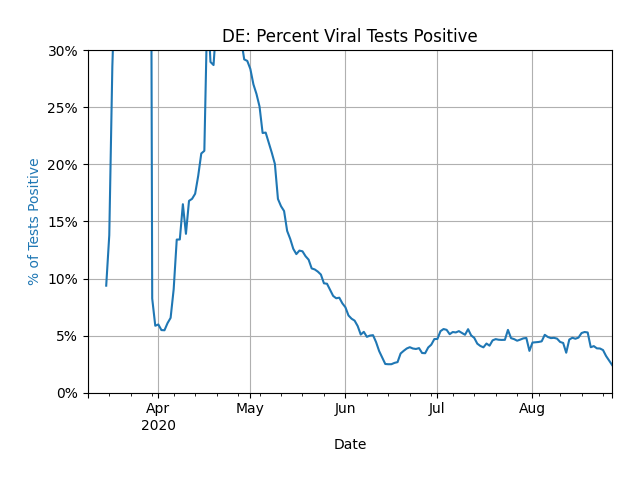 DE: Percent Viral Tests Positive
30%
25%
20%
15%
10%
5%
0%
% of Tests Positive
Apr
2020
May
Jun
Jul
Aug
Date